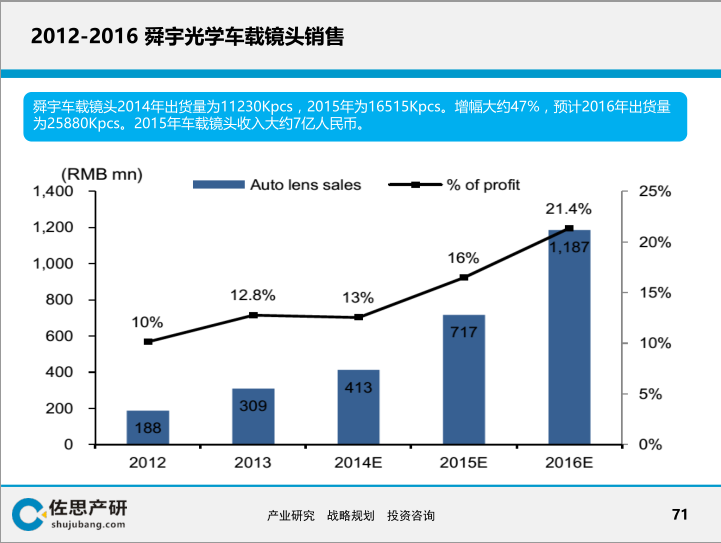 2012-2016 舜宇光学车载镜头销售
舜宇车载镜头2014年出货量为11230Kpcs，2015年为16515Kpcs。增幅大约47%，预计2016年出货量
为25880Kpcs。2015年车载镜头收入大约7亿人民币。
(RMB mn)
Auto lens sales
% of profit
1,400
1,200
1,000
800
600
400
200
0
25%
20%
15%
10%
5%
0%
10%
12.8%
13%
16%
21.4%
188
309
413
717
1,187
2012
2013
2014E
2015E
2016E
佐思产研
shujubang.com
产业研究 战略规划 投资咨询
71